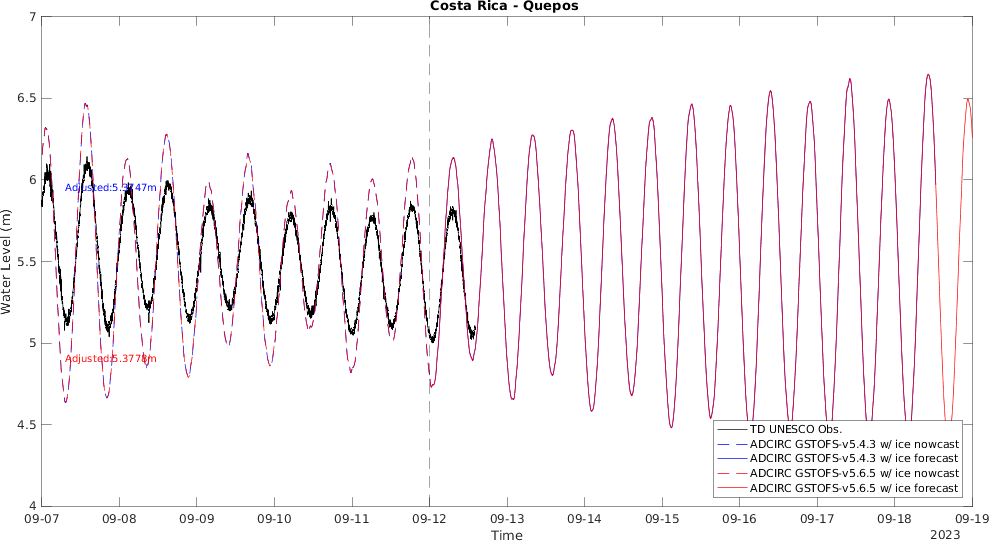 Costa Rica - Quepos
7
6.5
6
5.5
5
4.5
4
Water Level (m)
Adjusted:5.3747m
Adjusted:5.3778m
TD UNESCO Obs.
ADCIRC GSTOFS-v5.4.3 w/ ice nowcast
ADCIRC GSTOFS-v5.4.3 w/ ice forecast
ADCIRC GSTOFS-v5.6.5 w/ ice nowcast
ADCIRC GSTOFS-v5.6.5 w/ ice forecast
09-07 09-08 09-09 09-10 09-11 09-12 09-13 09-14 09-15 09-16 09-17 09-18 09-19
Time
2023